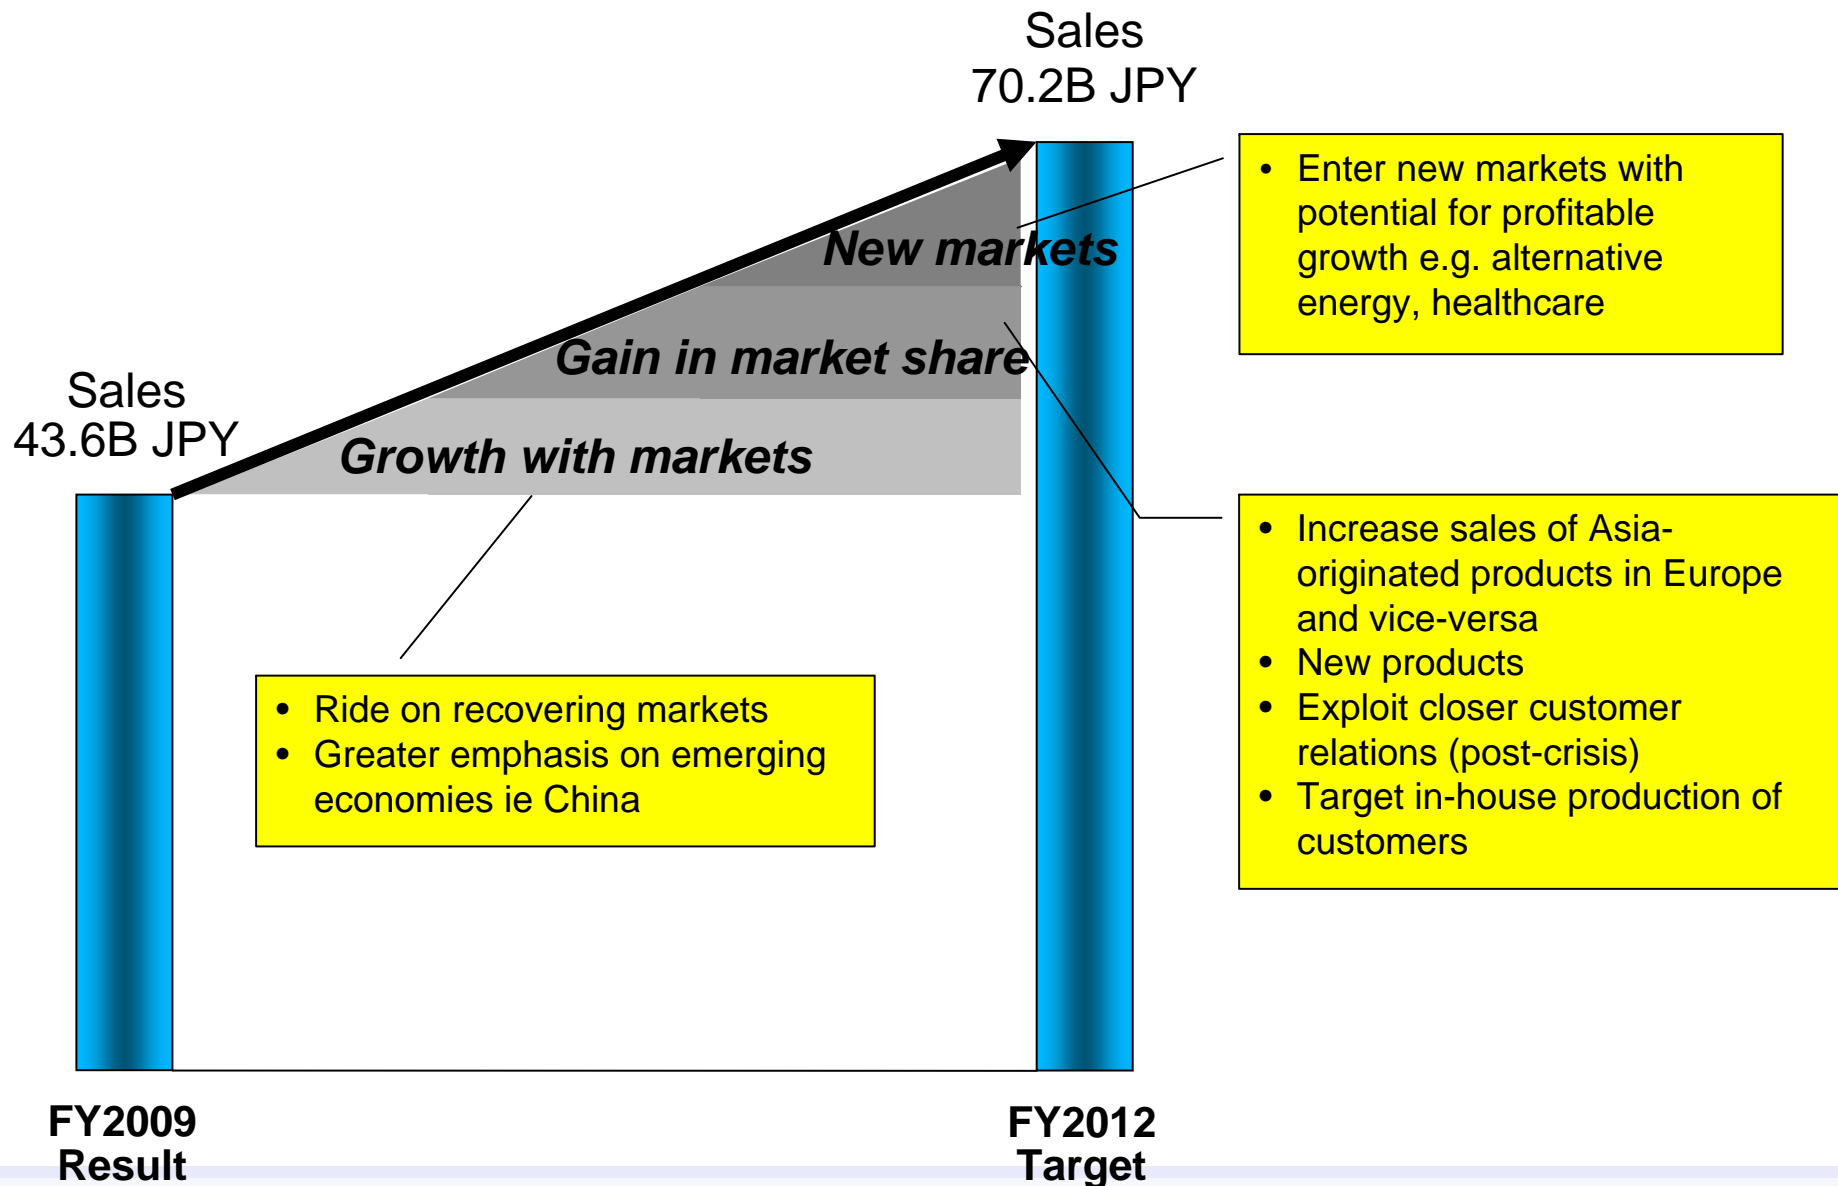 Sales
70.2B JPY
• Enter new markets with
potential for profitable
growth e.g. alternative
energy, healthcare
New markets
Gain in market share
Sales
43.6B JPY
Growth with markets
• Increase sales of Asia-
originated products in Europe
and vice-versa
• New products
• Exploit closer customer
relations (post-crisis)
• Target in-house production of
customers
• Ride on recovering markets
• Greater emphasis on emerging
economies ie China
FY2009
Result
FY2012
Target